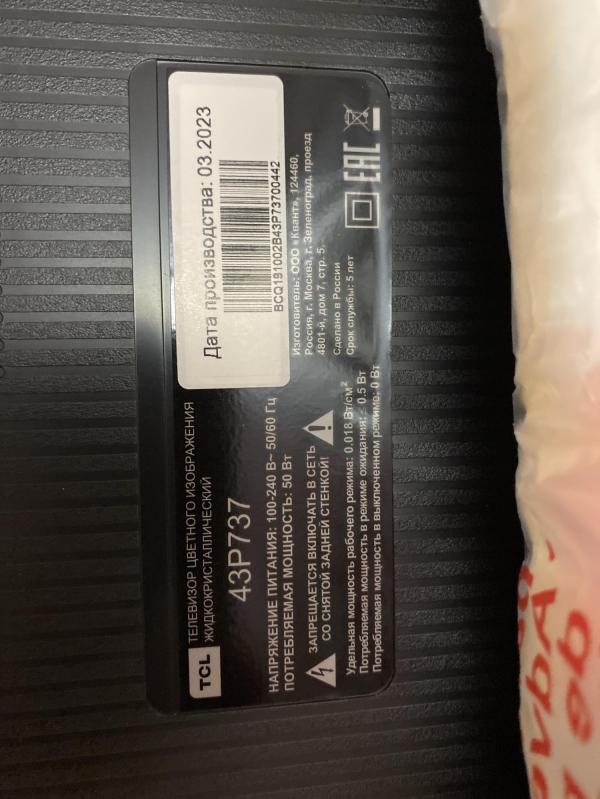 TCL
ТЕЛЕВИЗОР ЦВЕТНОГО ИЗОБРАЖЕНИЯ
ЖИДКОКРИСТАЛЛИЧЕСКИЙ
43P737
НАПРЯЖЕНИЕ ПИТАНИЯ: 100-240 В~ 50/60 Гц
ПОТРЕБЛЯЕМАЯ МОЩНОСТЬ: 50 Вт
ЗАПРЕЩАЕТСЯ ВКЛЮЧАТЬ В СЕТЬ
СО СНЯТОЙ ЗАДНЕЙ СТЕНКОЙ!
Удельная мощность рабочего режима: 0.018 Вт/см²
Потребляемая мощность в режиме ожидания: ≤ 0.5 Вт
Потребляемая мощность в выключенном режиме: 0 Вт
Дата производства: 03.2023
BCQ191002B43P73700442
Изготовитель: ООО «Квант», 124460,
Россия, г. Москва, г. Зеленоград, проезд
4801-й, дом 7, стр. 5.
Сделано в России
Срок службы: 5 лет
EAC